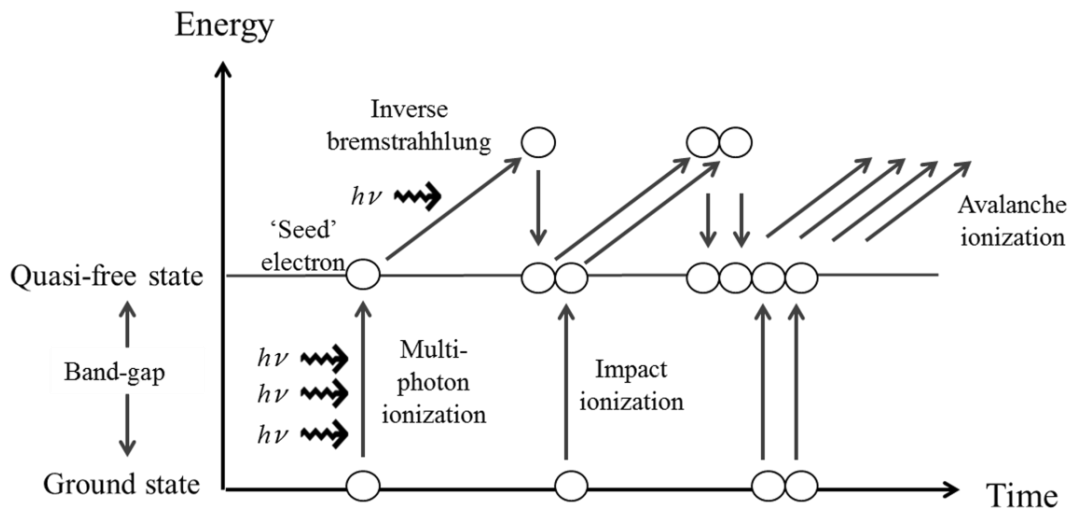 Energy
Inverse
bremstrahhlung
hν
'Seed'
electron
Avalanche
ionization
Quasi-free state
Band-gap
hν
hν
hν
Multi-
photon
ionization
Impact
ionization
Ground state
Time